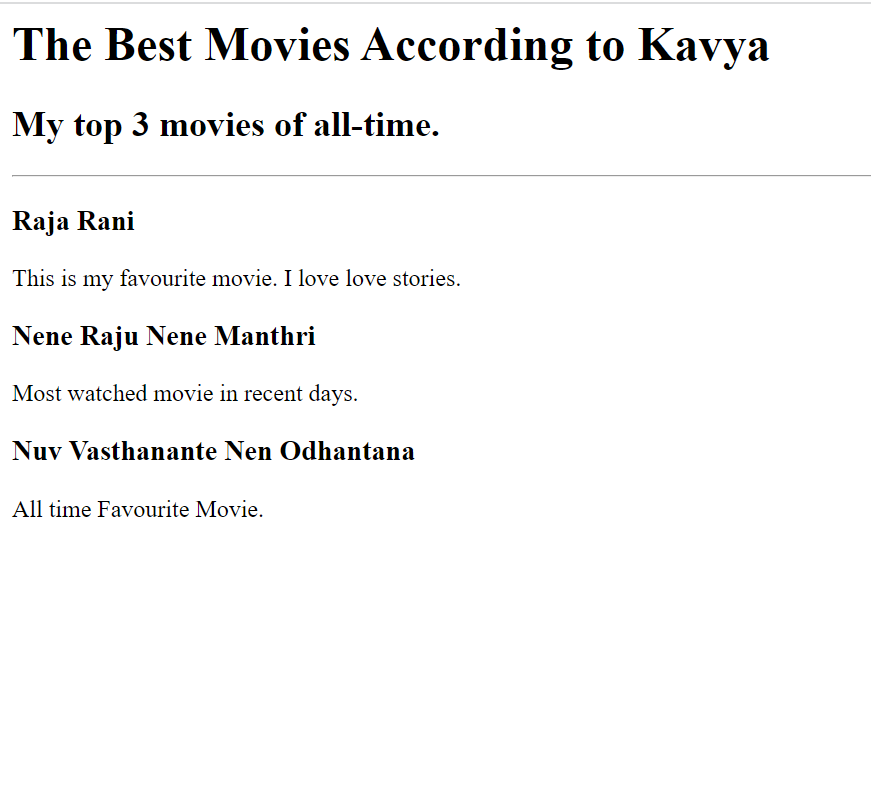 The Best Movies According to Kavya
My top 3 movies of all-time.
Raja Rani
This is my favourite movie. I love love stories.
Nene Raju Nene Manthri
Most watched movie in recent days.
Nuv Vasthanante Nen Odhantana
All time Favourite Movie.